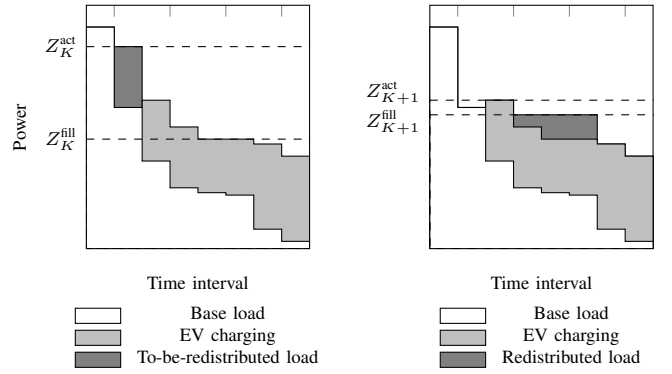 Z_K^act
Z_K^fill
Power
Time interval
Base load
EV charging
To-be-redistributed load
Z_{K+1}^act
Z_{K+1}^fill
Time interval
Base load
EV charging
Redistributed load